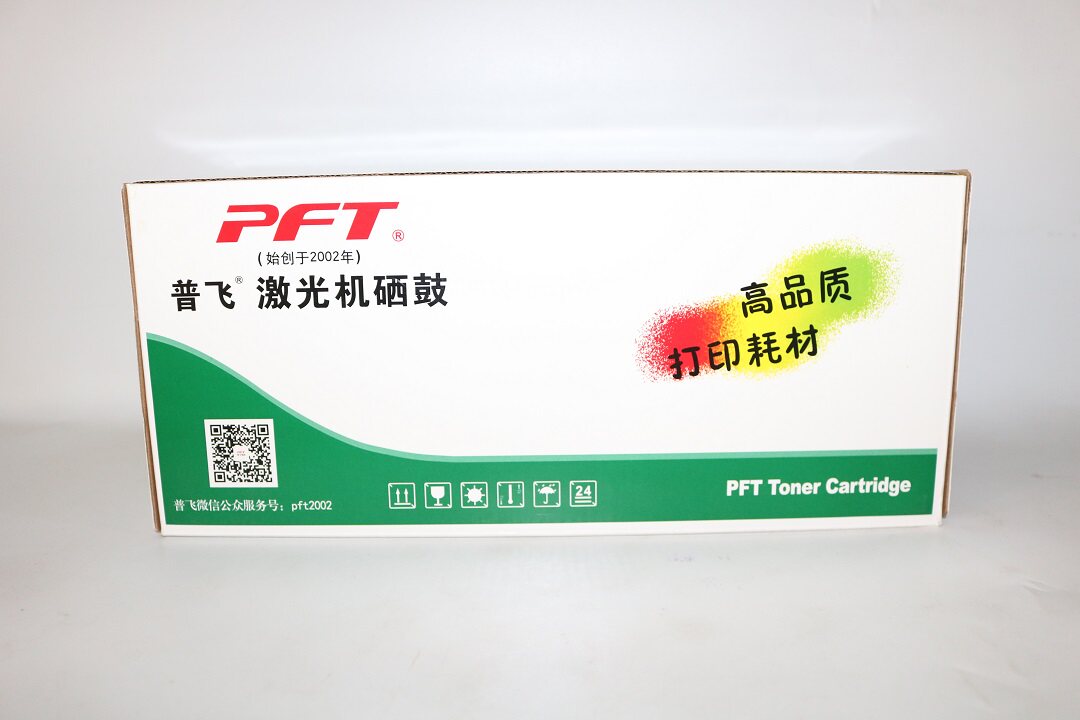 PFT®
(始创于2002年)
普飞® 激光机硒鼓
高品质
打印耗材
普飞微信公众服务号：pft2002
24
PFT Toner Cartridge